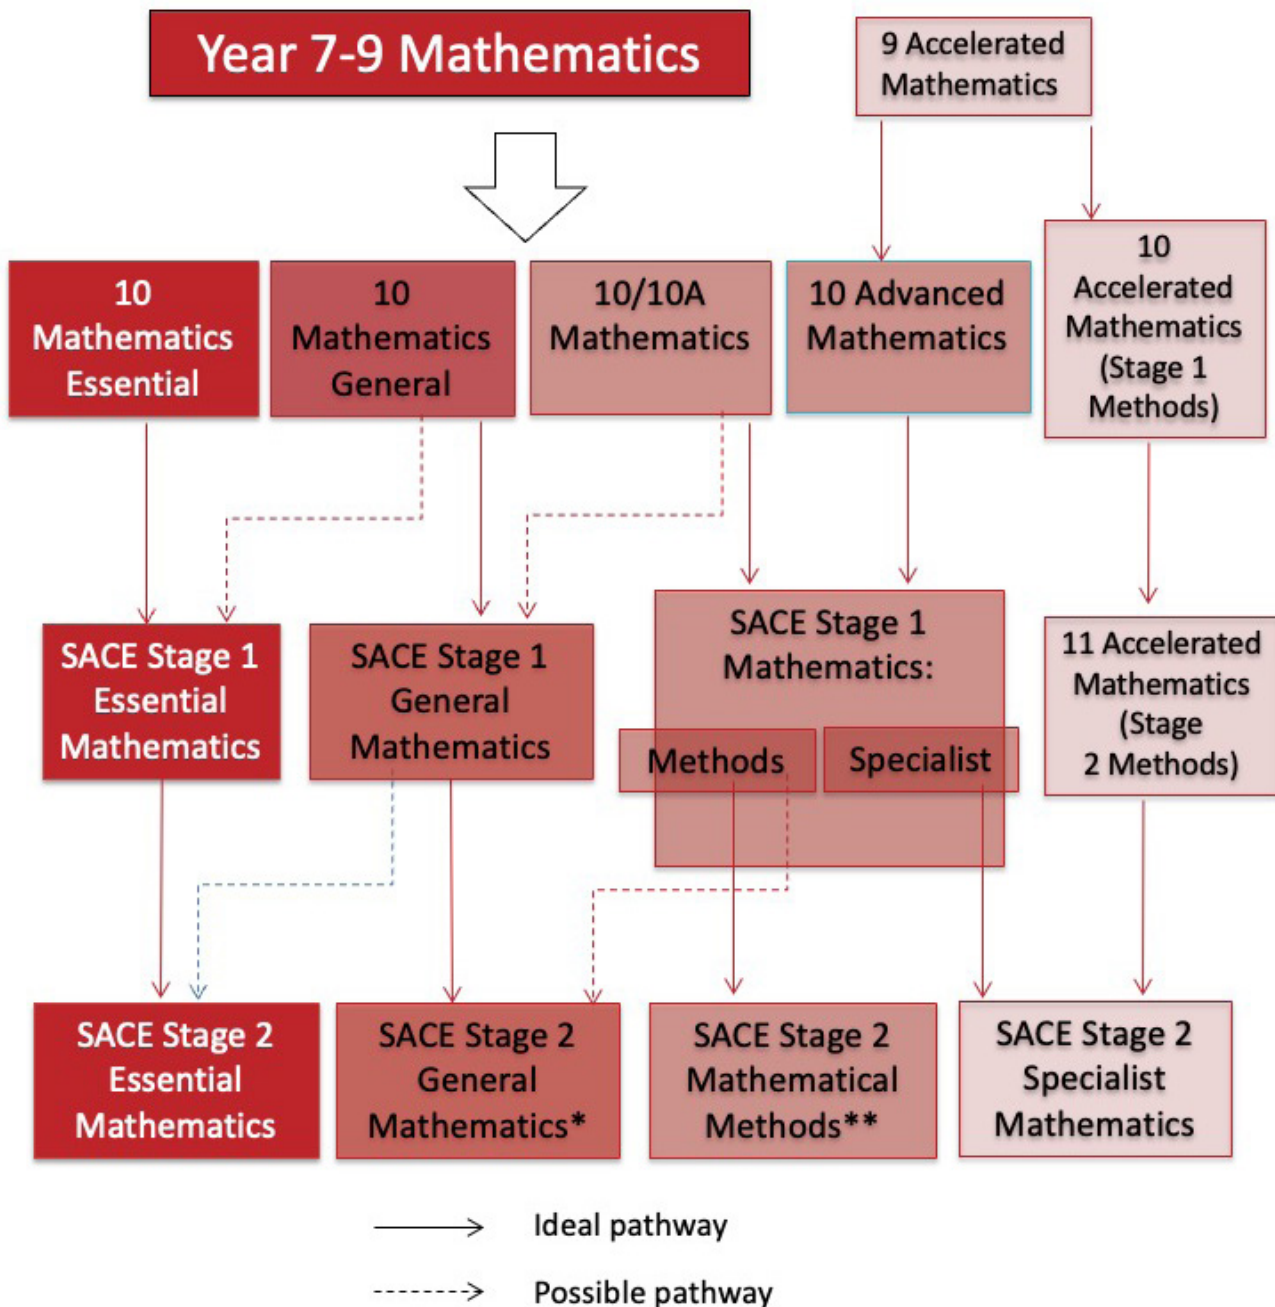 Year 7-9 Mathematics
9 Accelerated
Mathematics
10
Mathematics
Essential
10
Mathematics
General
10/10A
Mathematics
10 Advanced
Mathematics
10
Accelerated
Mathematics
(Stage 1
Methods)
SACE Stage 1
Essential
Mathematics
SACE Stage 1
General
Mathematics
SACE Stage 1
Mathematics:
Methods
Specialist
11 Accelerated
Mathematics
(Stage
2 Methods)
SACE Stage 2
Essential
Mathematics
SACE Stage 2
General
Mathematics*
SACE Stage 2
Mathematical
Methods**
SACE Stage 2
Specialist
Mathematics
Ideal pathway
Possible pathway